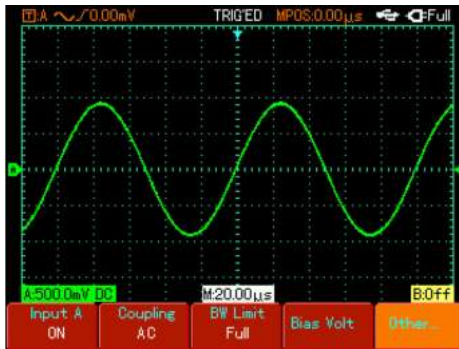 T:A 0.00mV TRIG'ED MPOS:0.00μs Full
A:500.0mV DC M:20.00μs B:Off
Input A Coupling BW Limit Bias Volt Other...
ON AC Full